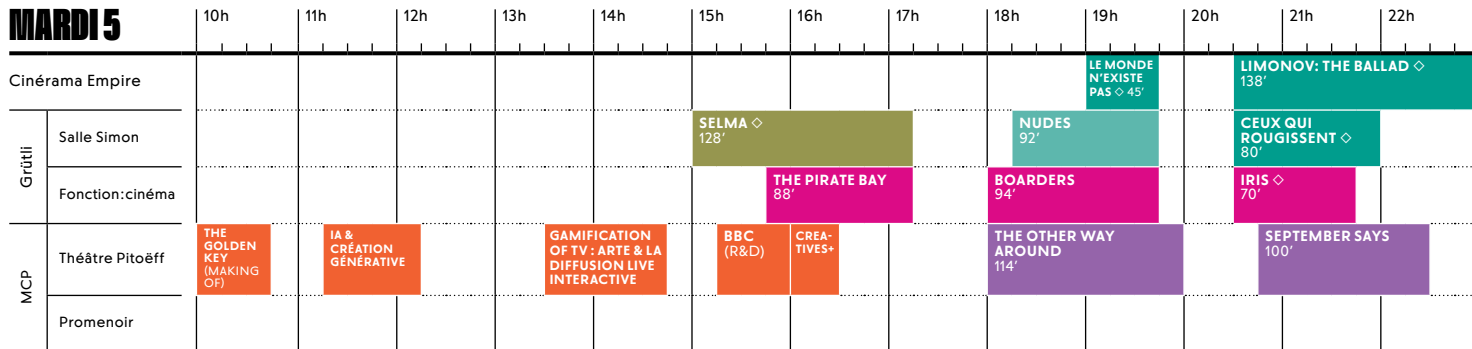 MARDI 5
10h
11h
12h
13h
14h
15h
16h
17h
18h
19h
20h
21h
22h
Cinérama Empire
LE MONDE
N’EXISTE
PAS ◇ 45’
LIMONOV: THE BALLAD ◇
138’
Grütli
Salle Simon
SELMA ◇
128’
NUDES
92’
CEUX QUI
ROUGISSENT ◇
80’
Fonction:cinéma
THE PIRATE BAY
88’
BOARDERS
94’
IRIS ◇
70’
MCP
Théâtre Pitoëff
THE
GOLDEN
KEY
(MAKING
OF)
IA &
CRÉATION
GÉNÉRATIVE
GAMIFICATION
OF TV : ARTE & LA
DIFFUSION LIVE
INTERACTIVE
BBC
(R&D)
CREA-
TIVES+
THE OTHER WAY
AROUND
114’
SEPTEMBER SAYS
100’
Promenoir